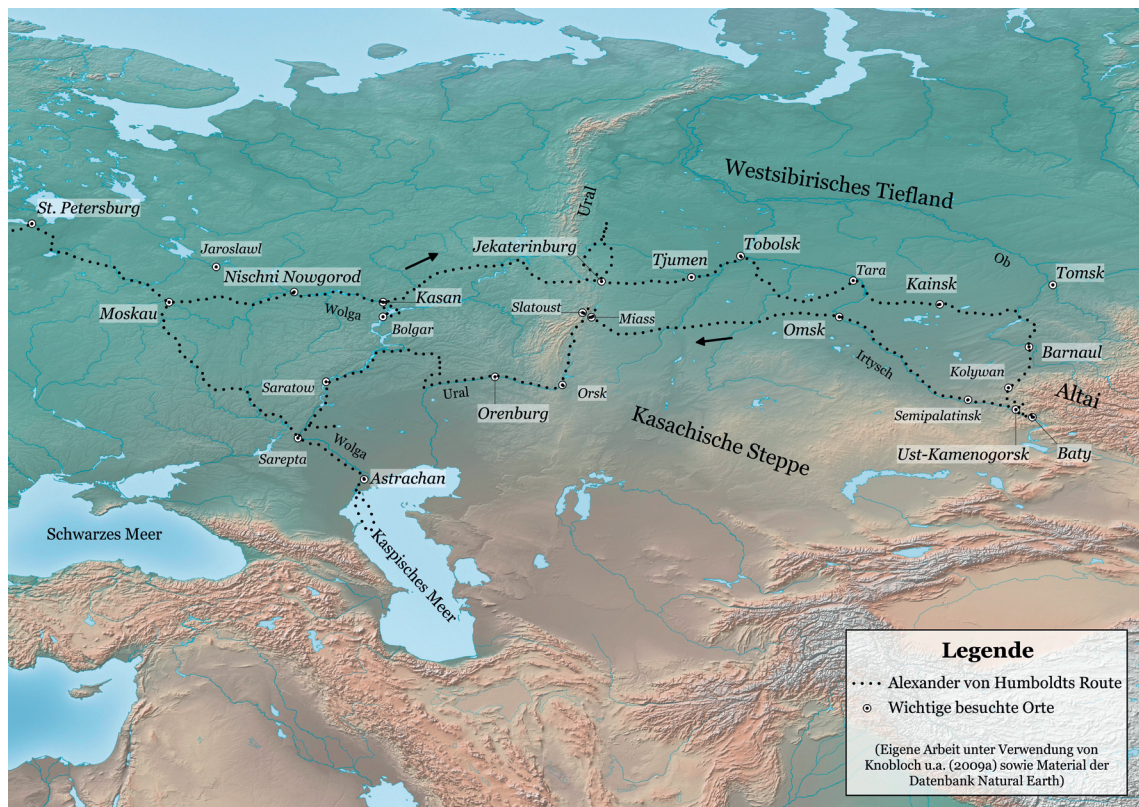 Westsibirisches Tiefland
Ural
St. Petersburg
Jaroslawl
Jekaterinburg
Tobolsk
Tjumen
Ob
Tara
Tomsk
Nischni Nowgorod
Kasan
Kainsk
Moskau
Wolga
Bolgar
Slatoust
Miass
Omsk
Barnaul
Irtysch
Kolywan
Altai
Saratow
Ural
Orenburg
Orsk
Semipalatinsk
Kasachische Steppe
Ust-Kamenogorsk
Baty
Wolga
Sarepta
Astrachan
Schwarzes Meer
Kaspisches Meer
Legende
Alexander von Humboldts Route
Wichtige besuchte Orte
(Eigene Arbeit unter Verwendung von
Knobloch u.a. (2009a) sowie Material der
Datenbank Natural Earth)